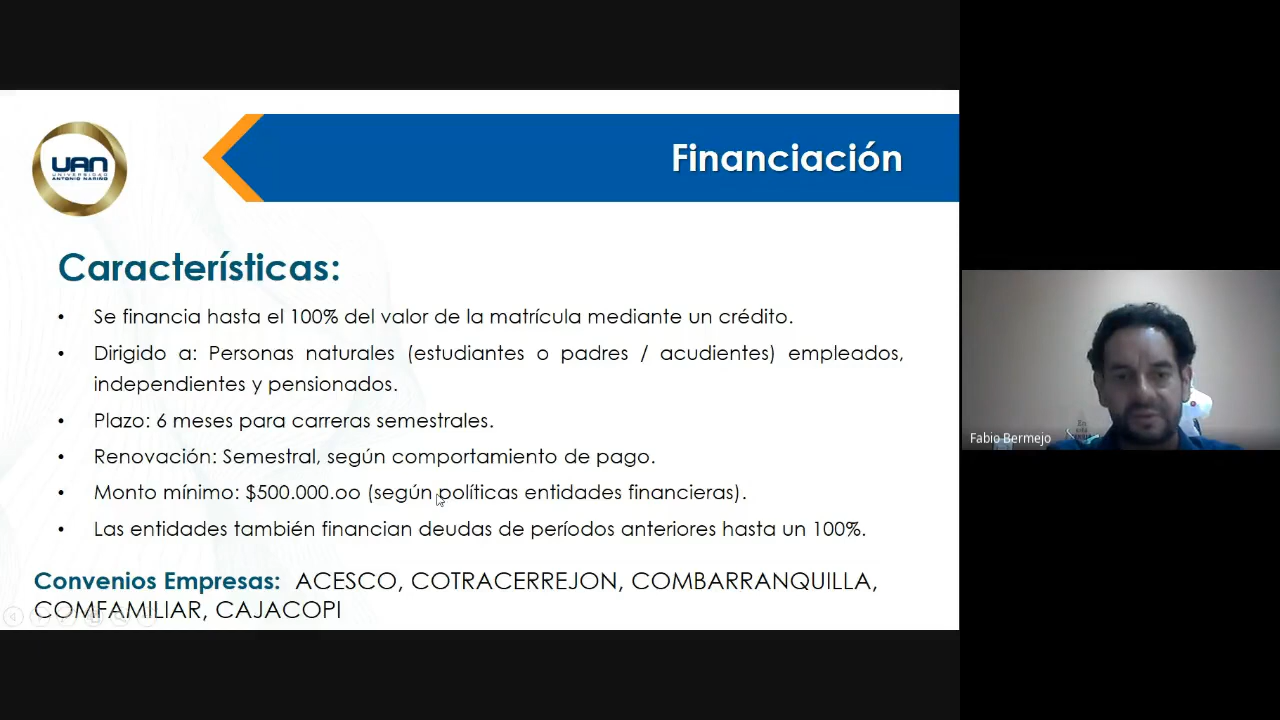 UAN
UNIVERSIDAD
ANTONIO NARIÑO
Financiación
Características:
• Se financia hasta el 100% del valor de la matrícula mediante un crédito.
• Dirigido a: Personas naturales (estudiantes o padres / acudientes) empleados,
independientes y pensionados.
• Plazo: 6 meses para carreras semestrales.
• Renovación: Semestral, según comportamiento de pago.
• Monto mínimo: $500.000.oo (según políticas entidades financieras).
• Las entidades también financian deudas de períodos anteriores hasta un 100%.
Convenios Empresas: ACESCO, COTRACERREJON, COMBARRANQUILLA,
COMFAMILIAR, CAJACOPI
Fabio Bermejo